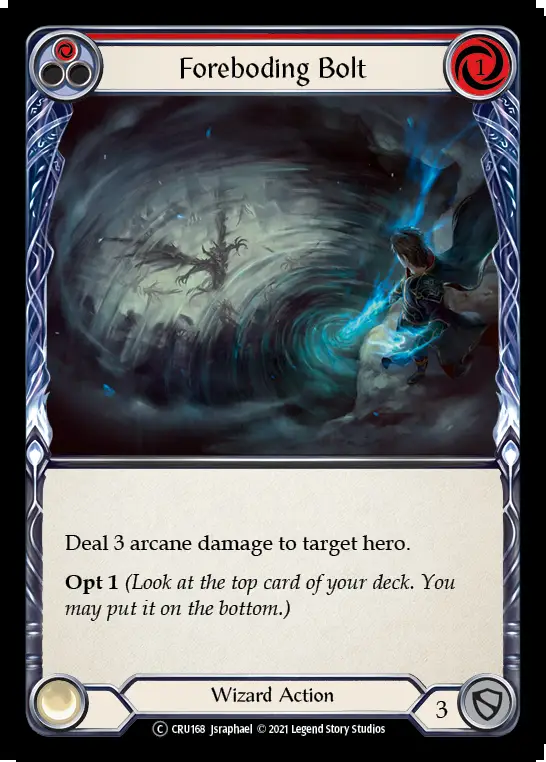 Foreboding Bolt
1
Deal 3 arcane damage to target hero.
Opt 1 (Look at the top card of your deck. You
may put it on the bottom.)
Wizard Action
3
C CRU168 Jsraphael © 2021 Legend Story Studios